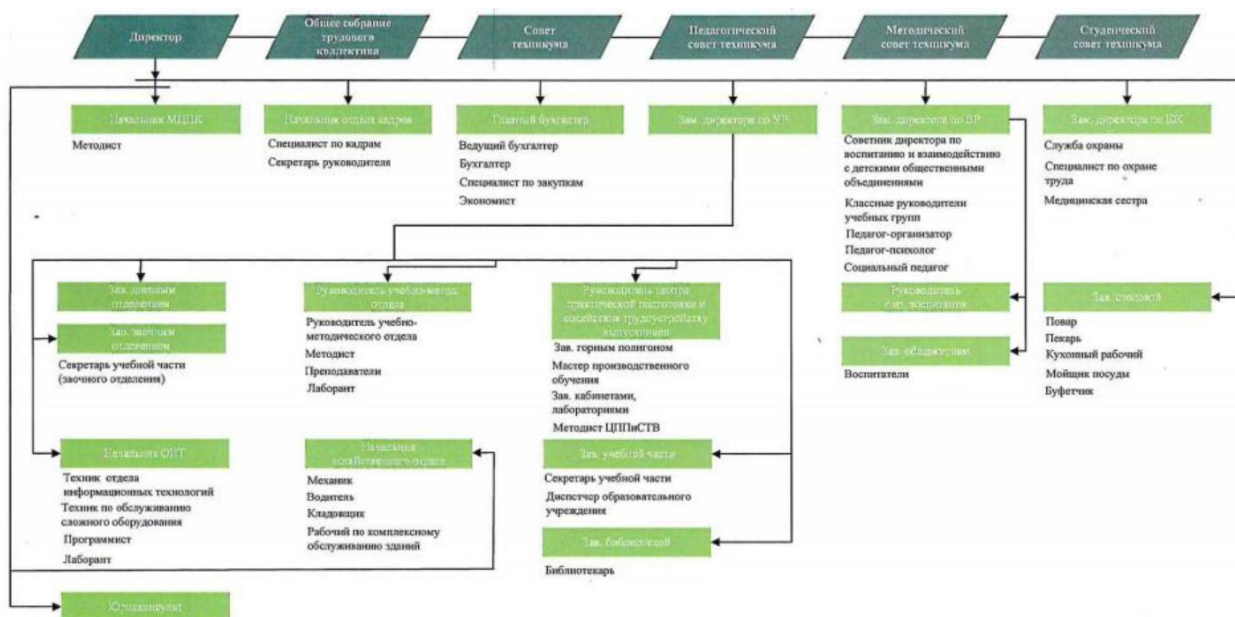 Директор
Общее собрание
трудового
коллектива
Совет
техникума
Педагогический
совет техникума
Методический
совет техникума
Студенческий
совет техникума
Начальник МЦПК
Методист
Начальник отдела кадров
Специалист по кадрам
Секретарь руководителя
Главный бухгалтер
Ведущий бухгалтер
Бухгалтер
Специалист по закупкам
Экономист
Зам. директора по УР
Зам. директора по ВР
Советник директора по
воспитанию и взаимодействию
с детскими общественными
объединениями
Классные руководители
учебных групп
Педагог-организатор
Педагог-психолог
Социальный педагог
Зам. директора по
Служба охраны
Специалист по охране
труда
Медицинская сестра
Зав. дневным
отделением
Зав. заочным
отделением
Секретарь учебной части
(заочного отделения)
Руководитель учебно-метод.
отдела
Руководитель учебно-
методического отдела
Методист
Преподаватели
Лаборант
Руководитель центра
практической подготовки и
содействия трудоустройству
выпускников
Зав. горным полигоном
Мастер производственного
обучения
Зав. кабинетами,
лабораториями
Методист ЦППиСТВ
Руководитель
физ. воспитания
Зав. общежитием
Воспитатели
Зав. столовой
Повар
Пекарь
Кухонный рабочий
Мойщик посуды
Буфетчик
Начальник ОИТ
Техник отдела
информационных технологий
Техник по обслуживанию
сложного оборудования
Программист
Лаборант
Начальник
хозяйственного отдела
Механик
Водитель
Кладовщик
Рабочий по комплексному
обслуживанию зданий
Зав. учебной части
Секретарь учебной части
Диспетчер образовательного
учреждения
Зав. библиотекой
Библиотекарь
Юрисконсульт